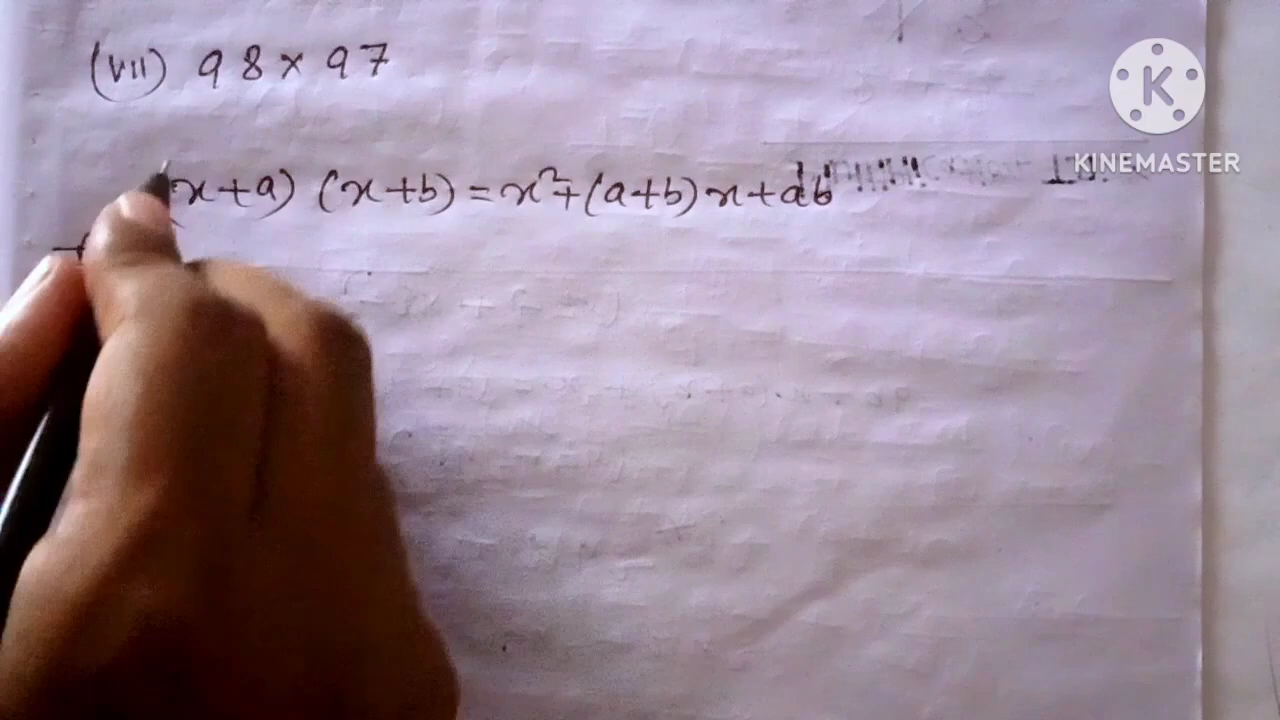 (VII) 98 × 97
K
KINEMASTER
(x+a) (x+b) = x²+(a+b)x+ab